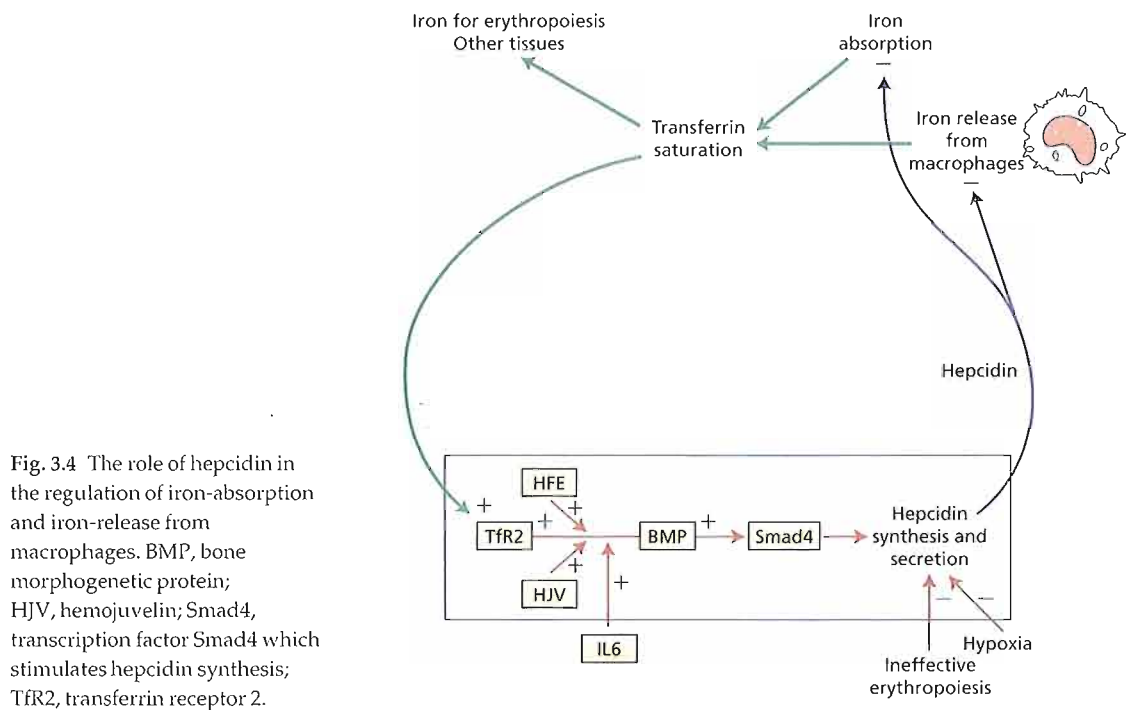 Iron for erythropoiesis
Other tissues
Iron
absorption
−
Transferrin
saturation
Iron release
from
macrophages
−
Hepcidin
Fig. 3.4 The role of hepcidin in
the regulation of iron-absorption
and iron-release from
macrophages. BMP, bone
morphogenetic protein;
HJV, hemojuvelin; Smad4,
transcription factor Smad4 which
stimulates hepcidin synthesis;
TfR2, transferrin receptor 2.
HFE
+
+
TfR2
+
BMP
+
Smad4
Hepcidin
synthesis and
secretion
+
HJV
+
IL6
−
−
Hypoxia
Ineffective
erythropoiesis